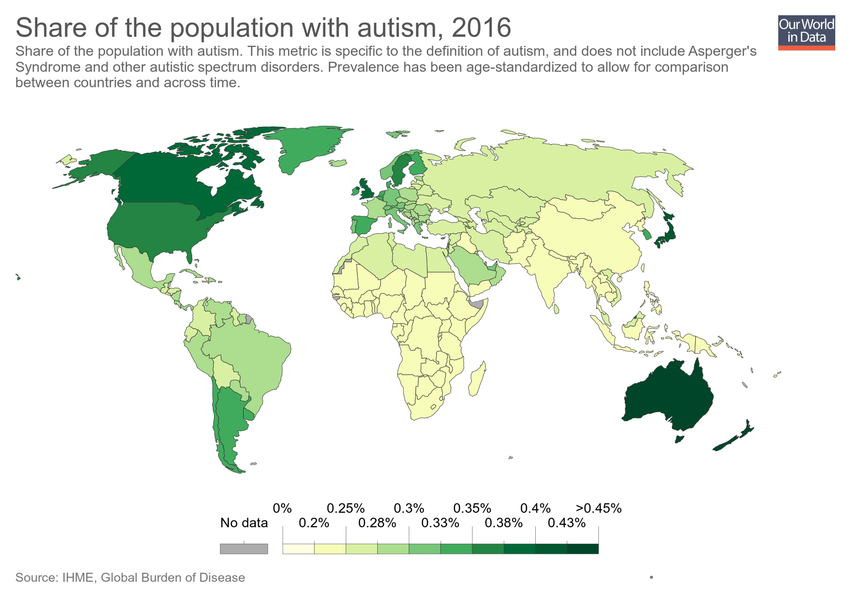 Share of the population with autism, 2016
Our World
in Data
Share of the population with autism. This metric is specific to the definition of autism, and does not include Asperger's
Syndrome and other autistic spectrum disorders. Prevalence has been age-standardized to allow for comparison
between countries and across time.
0% 0.25% 0.3% 0.35% 0.4% >0.45%
No data 0.2% 0.28% 0.33% 0.38% 0.43%
Source: IHME, Global Burden of Disease